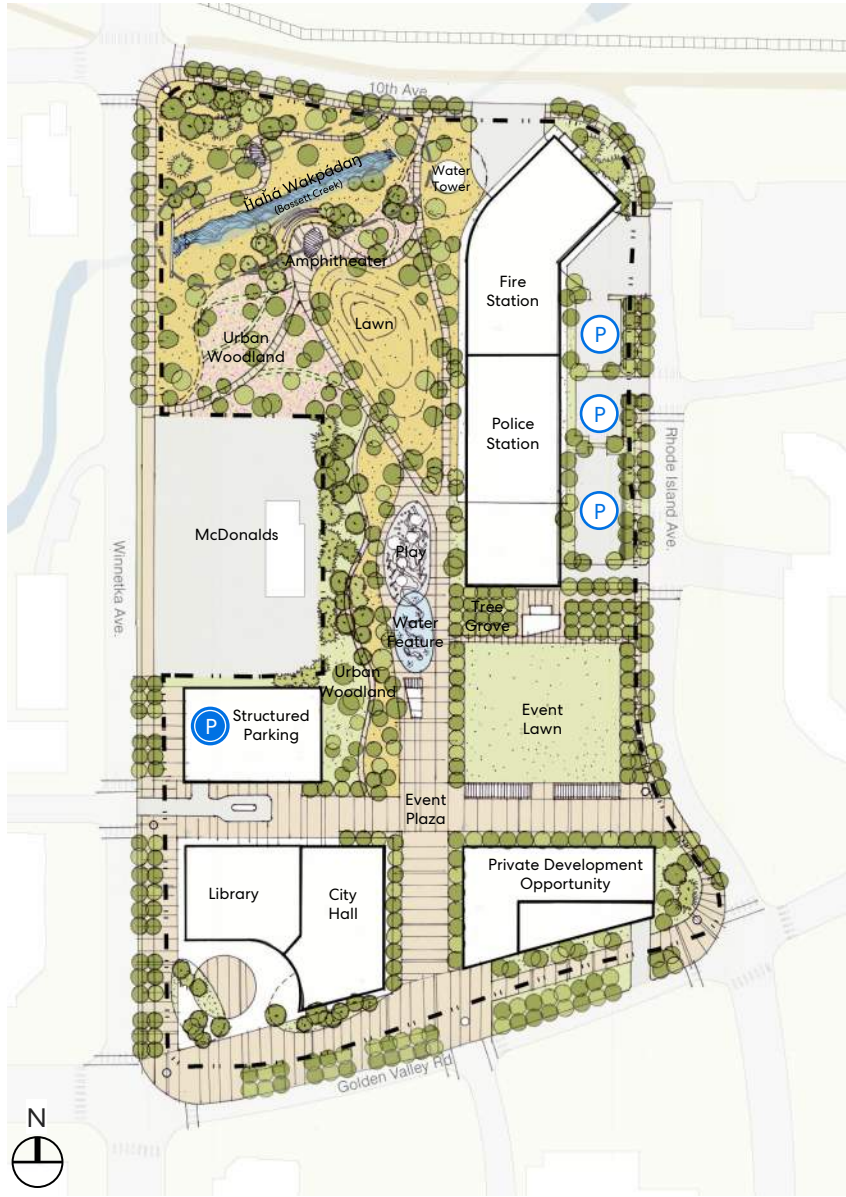 10th Ave.
Water
Tower
Ȟaȟá Wakpádaŋ
(Bassett Creek)
Amphitheater
Fire
Station
Lawn
Urban
Woodland
P
P
Police
Station
Rhode Island Ave.
P
McDonalds
Winnetka Ave.
Play
Tree
Grove
Water
Feature
Urban
Woodland
P
Structured
Parking
Event
Lawn
Event
Plaza
Private Development
Opportunity
Library
City
Hall
Golden Valley Rd.
N